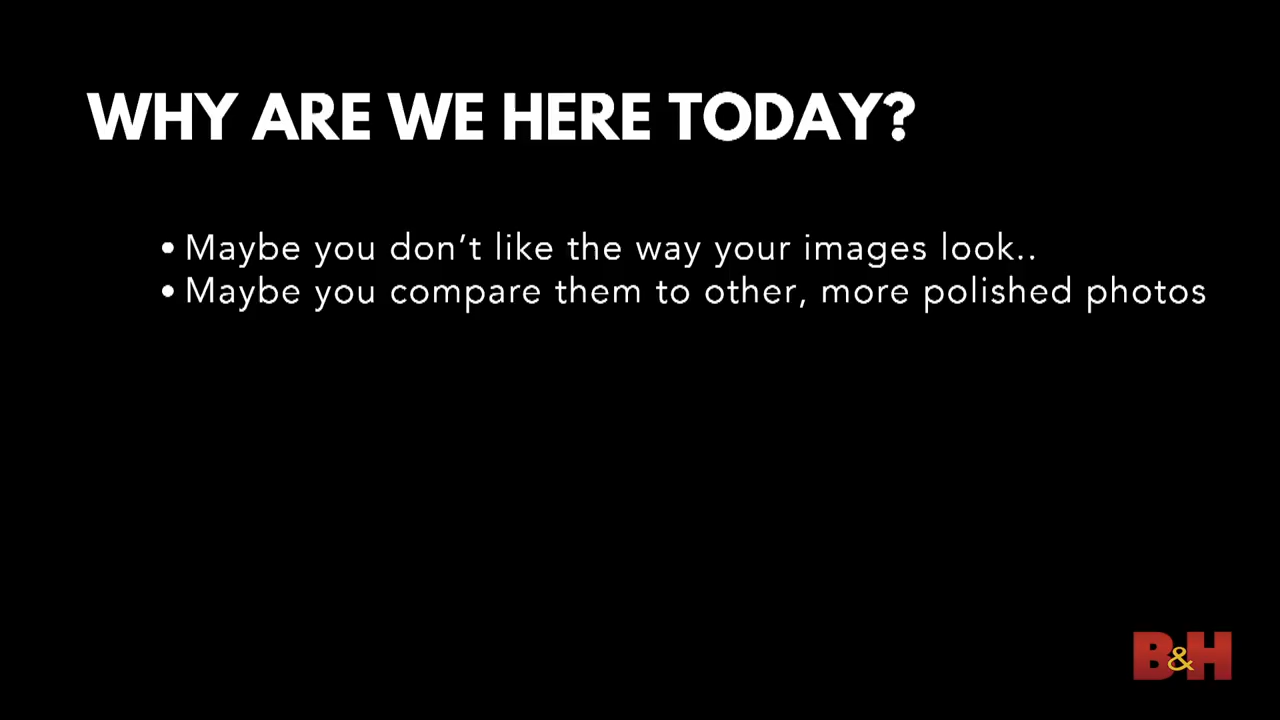 WHY ARE WE HERE TODAY?
• Maybe you don’t like the way your images look..
• Maybe you compare them to other, more polished photos
B&H